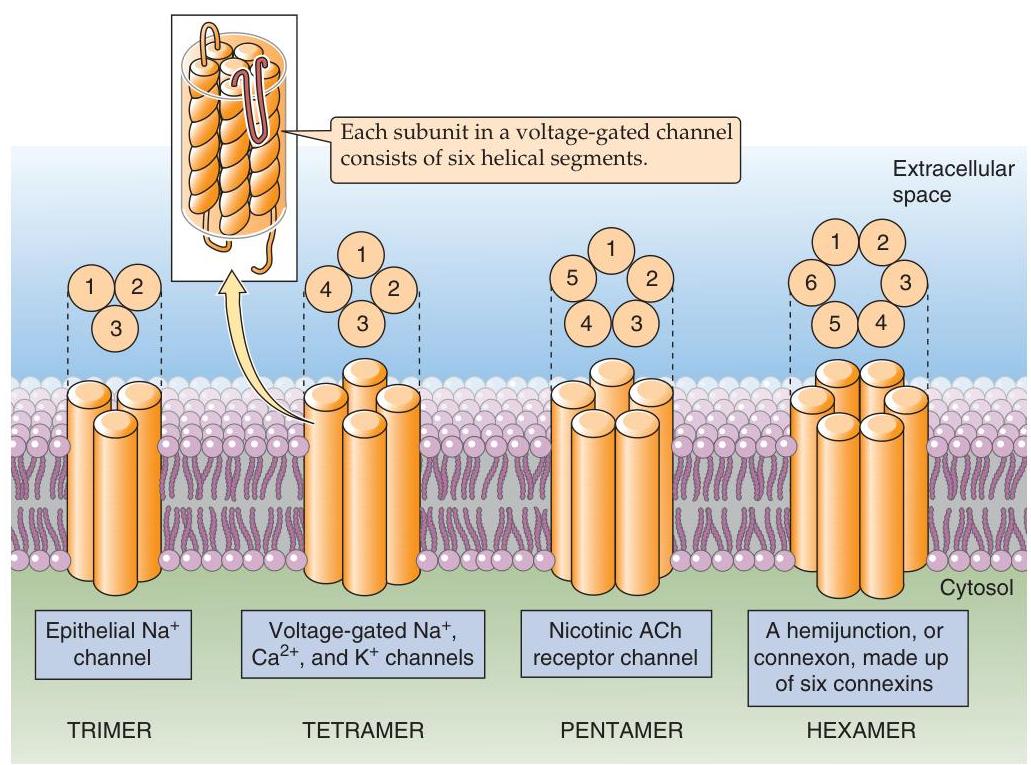 Each subunit in a voltage-gated channel
consists of six helical segments.
Extracellular
space
1 2
3
1
4 2
3
1
5 2
4 3
1 2
6 3
5 4
Cytosol
Epithelial Na⁺
channel
Voltage-gated Na⁺,
Ca²⁺, and K⁺ channels
Nicotinic ACh
receptor channel
A hemijunction, or
connexon, made up
of six connexins
TRIMER
TETRAMER
PENTAMER
HEXAMER